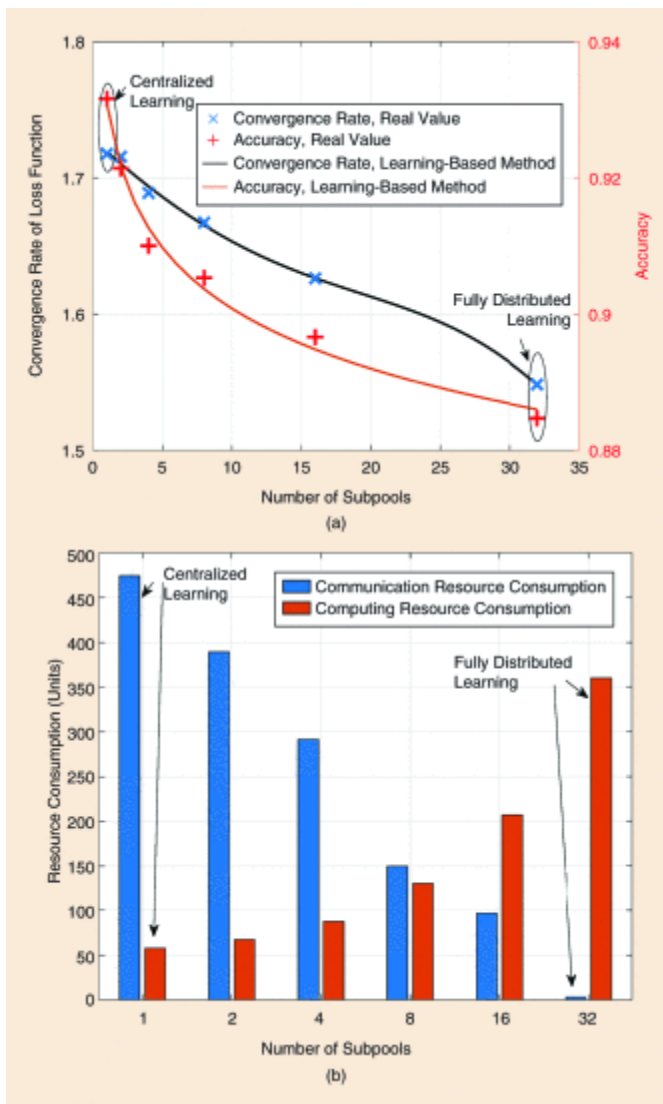 1.8
1.7
1.6
1.5
Convergence Rate of Loss Function
0.94
0.92
0.9
0.88
Accuracy
Centralized
Learning
Convergence Rate, Real Value
Accuracy, Real Value
Convergence Rate, Learning-Based Method
Accuracy, Learning-Based Method
Fully Distributed
Learning
0 5 10 15 20 25 30 35
Number of Subpools
(a)
500
450
400
350
300
250
200
150
100
50
0
Resource Consumption (Units)
Centralized
Learning
Communication Resource Consumption
Computing Resource Consumption
Fully Distributed
Learning
1 2 4 8 16 32
Number of Subpools
(b)